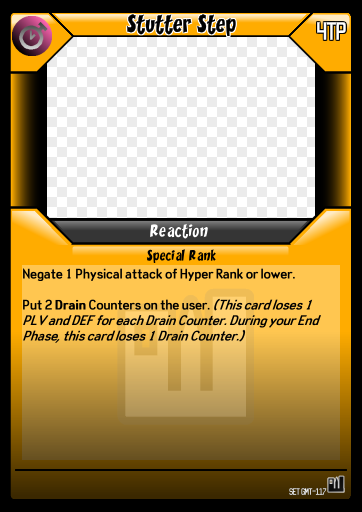 Stutter Step
4TP
Reaction
Special Rank
Negate 1 Physical attack of Hyper Rank or lower.
Put 2 Drain Counters on the user. (This card loses 1
PLV and DEF for each Drain Counter. During your End
Phase, this card loses 1 Drain Counter.)
SET GMT-117